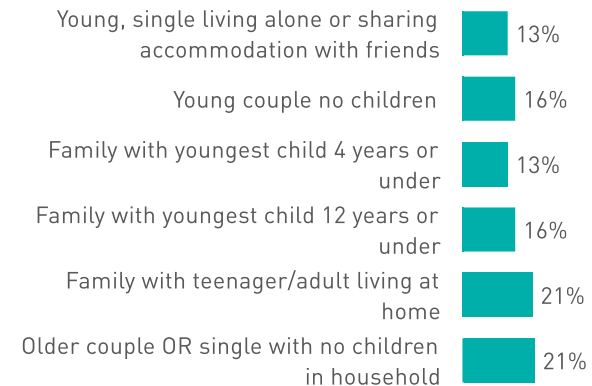 Young, single living alone or sharing
accommodation with friends
13%
Young couple no children
16%
Family with youngest child 4 years or
under
13%
Family with youngest child 12 years or
under
16%
Family with teenager/adult living at
home
21%
Older couple OR single with no children
in household
21%